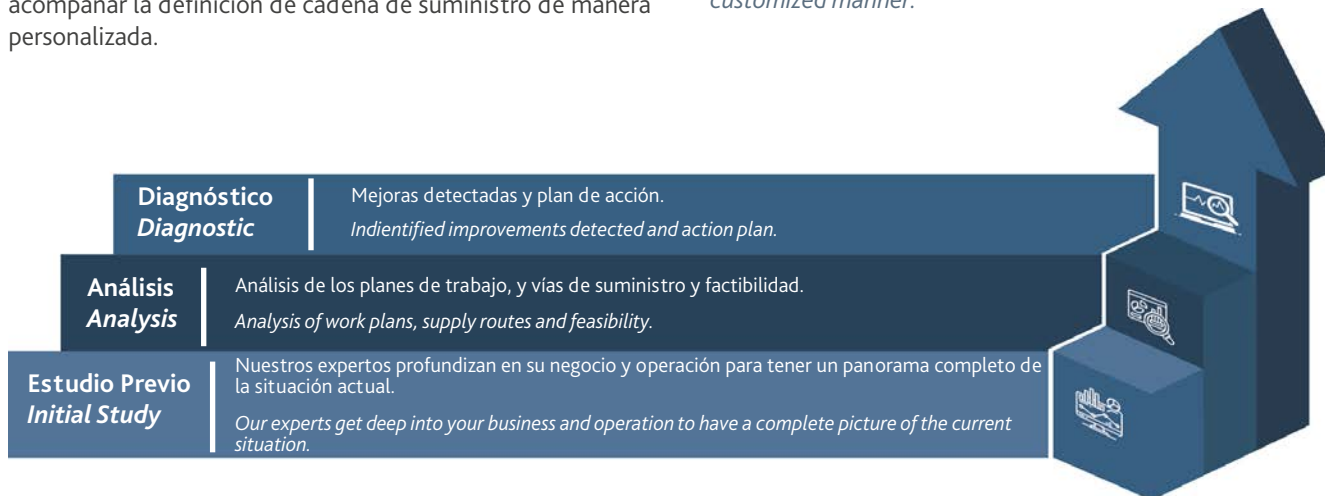 acompañar la definición de cadena de suministro de manera
personalizada.
customized manner.
Diagnóstico
Diagnostic
Mejoras detectadas y plan de acción.
Indientified improvements detected and action plan.
Análisis
Analysis
Análisis de los planes de trabajo, y vías de suministro y factibilidad.
Analysis of work plans, supply routes and feasibility.
Estudio Previo
Initial Study
Nuestros expertos profundizan en su negocio y operación para tener un panorama completo de
la situación actual.
Our experts get deep into your business and operation to have a complete picture of the current
situation.